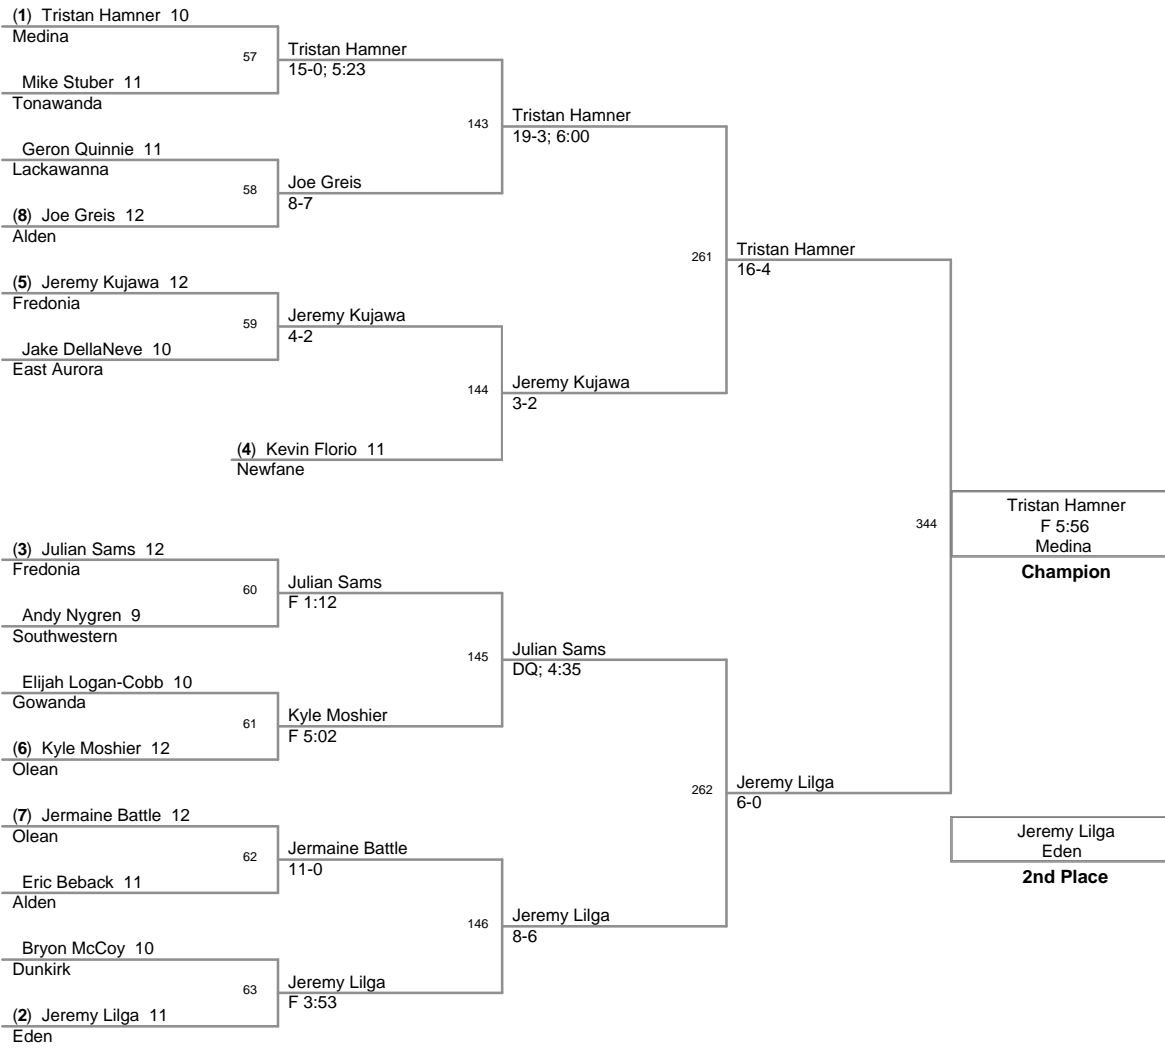 (1) Tristan Hamner 10
Medina
57
Mike Stuber 11
Tonawanda
Tristan Hamner
15-0; 5:23
Geron Quinnie 11
Lackawanna
58
(8) Joe Greis 12
Alden
Joe Greis
8-7
143
Tristan Hamner
19-3; 6:00
(5) Jeremy Kujawa 12
Fredonia
59
Jake DellaNeve 10
East Aurora
Jeremy Kujawa
4-2
144
(4) Kevin Florio 11
Newfane
Jeremy Kujawa
3-2
261
Tristan Hamner
16-4
(3) Julian Sams 12
Fredonia
60
Andy Nygren 9
Southwestern
Julian Sams
F 1:12
Elijah Logan-Cobb 10
Gowanda
61
(6) Kyle Moshier 12
Olean
Kyle Moshier
F 5:02
145
Julian Sams
DQ; 4:35
(7) Jermaine Battle 12
Olean
62
Eric Beback 11
Alden
Jermaine Battle
11-0
Bryon McCoy 10
Dunkirk
63
(2) Jeremy Lilga 11
Eden
Jeremy Lilga
F 3:53
146
Jeremy Lilga
8-6
262
Jeremy Lilga
6-0
344
Tristan Hamner
F 5:56
Medina
Champion
Jeremy Lilga
Eden
2nd Place